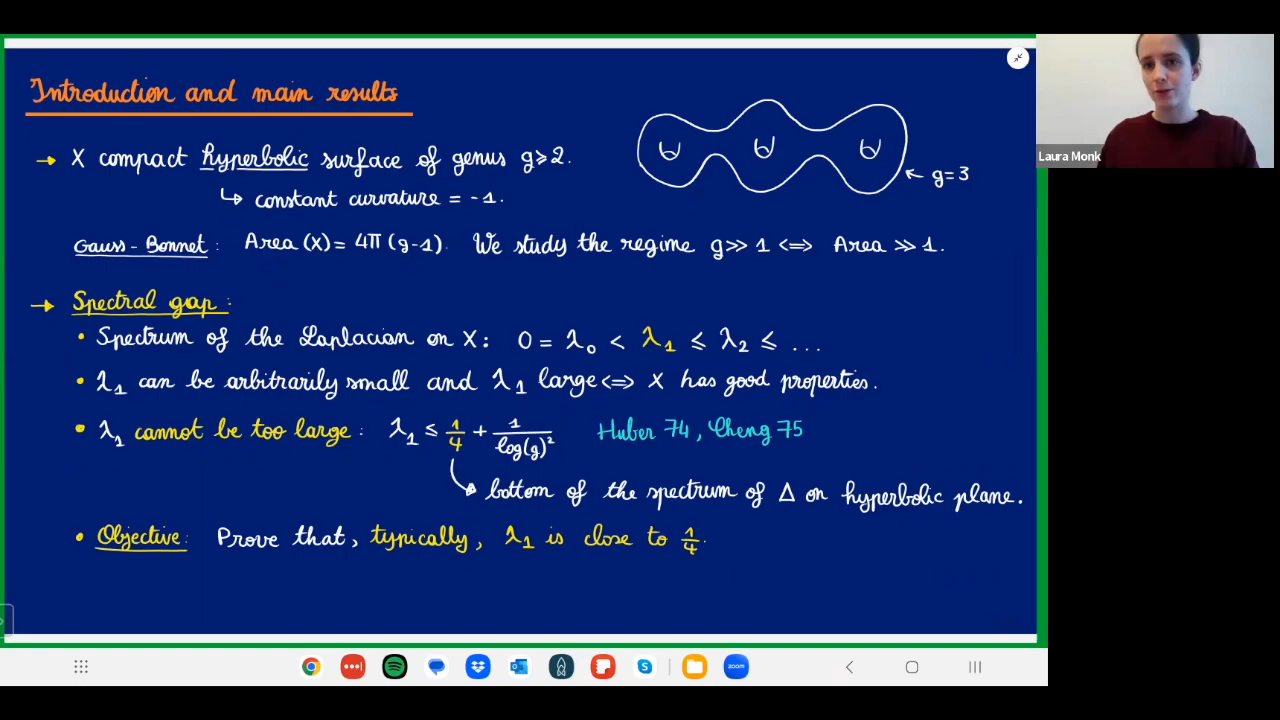 Introduction and main results
→ X compact hyperbolic surface of genus g ⩾ 2.
↳ constant curvature = -1.
← g=3
Gauss-Bonnet: Area (X) = 4π (g-1). We study the regime g >> 1 <=> Area >> 1.
→ Spectral gap:
• Spectrum of the Laplacian on X: 0 = λ₀ < λ₁ ⩽ λ₂ ⩽ ...
• λ₁ can be arbitrarily small and λ₁ large <=> X has good properties.
• λ₁ cannot be too large: λ₁ ⩽ 1/4 + 1/log(g)² Huber 74, Cheng 75
↳ bottom of the spectrum of Δ on hyperbolic plane.
• Objective: Prove that, typically, λ₁ is close to 1/4.
Laura Monk
zoom